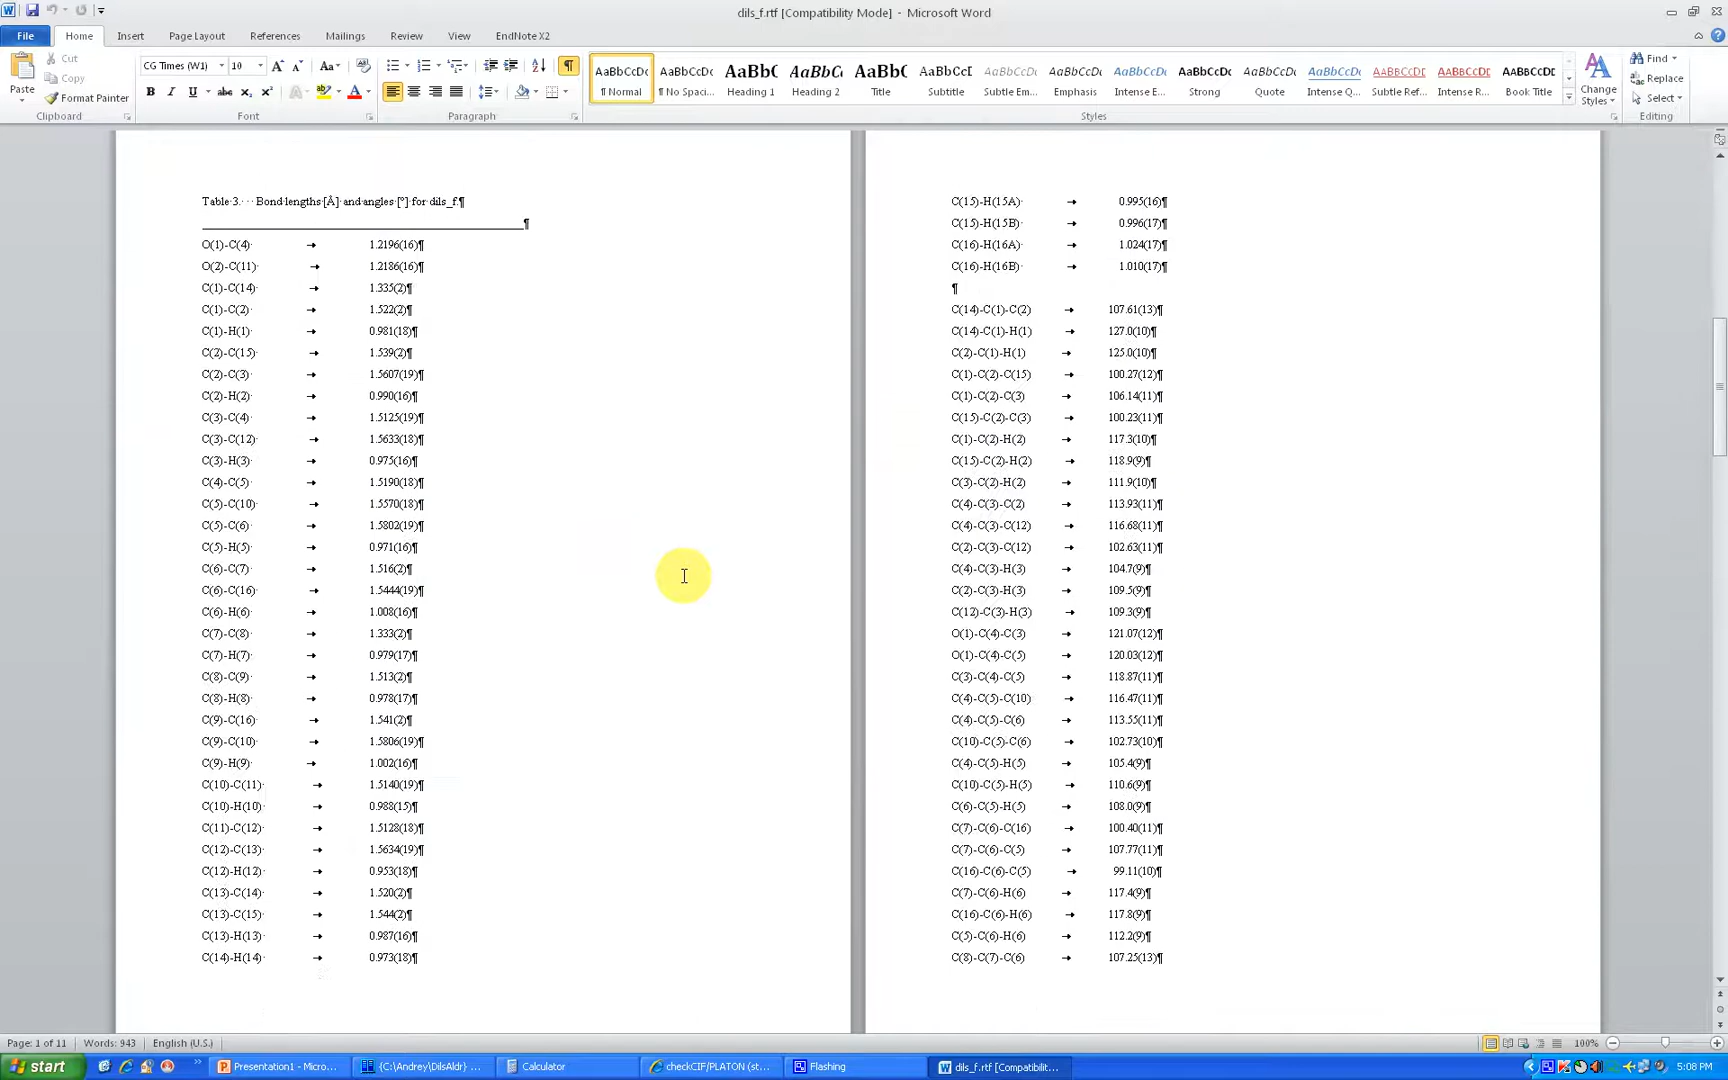 dils_f.rtf [Compatibility Mode] - Microsoft Word
File Home Insert Page Layout References Mailings Review View EndNote X2
Paste
Cut
Copy
Format Painter
Clipboard
CG Times (W1) 10
Font
Paragraph
AaBbCcDc AaBbCcDc AaBbC AaBbC AaBbC AaBbCcD AaBbCcDc AaBbCcDc AaBbCcDc AaBbCcDc AaBbCcDc AaBbCcDc AaBbCcDD AaBbCcDD AaBbCcDD
¶ Normal ¶ No Spaci... Heading 1 Heading 2 Title Subtitle Subtle Em... Emphasis Intense E... Strong Quote Intense Q... Subtle Ref... Intense R... Book Title
Styles
Change Styles
Find
Replace
Select
Editing
Table 3. Bond lengths [Å] and angles [°] for dils_f.¶
¶
O(1)-C(4) → 1.2196(16)¶
O(2)-C(11) → 1.2186(16)¶
C(1)-C(14) → 1.335(2)¶
C(1)-C(2) → 1.522(2)¶
C(1)-H(1) → 0.981(18)¶
C(2)-C(15) → 1.539(2)¶
C(2)-C(3) → 1.5607(19)¶
C(2)-H(2) → 0.990(16)¶
C(3)-C(4) → 1.5125(19)¶
C(3)-C(12) → 1.5633(18)¶
C(3)-H(3) → 0.975(16)¶
C(4)-C(5) → 1.5190(18)¶
C(5)-C(10) → 1.5570(18)¶
C(5)-C(6) → 1.5802(19)¶
C(5)-H(5) → 0.971(16)¶
C(6)-C(7) → 1.516(2)¶
C(6)-C(16) → 1.5444(19)¶
C(6)-H(6) → 1.008(16)¶
C(7)-C(8) → 1.333(2)¶
C(7)-H(7) → 0.979(17)¶
C(8)-C(9) → 1.513(2)¶
C(8)-H(8) → 0.978(17)¶
C(9)-C(16) → 1.541(2)¶
C(9)-C(10) → 1.5806(19)¶
C(9)-H(9) → 1.002(16)¶
C(10)-C(11) → 1.5140(19)¶
C(10)-H(10) → 0.988(15)¶
C(11)-C(12) → 1.5128(18)¶
C(12)-C(13) → 1.5634(19)¶
C(12)-H(12) → 0.953(18)¶
C(13)-C(14) → 1.520(2)¶
C(13)-C(15) → 1.544(2)¶
C(13)-H(13) → 0.987(16)¶
C(14)-H(14) → 0.973(18)¶
C(15)-H(15A) → 0.995(16)¶
C(15)-H(15B) → 0.996(17)¶
C(16)-H(16A) → 1.024(17)¶
C(16)-H(16B) → 1.010(17)¶
¶
C(14)-C(1)-C(2) → 107.61(13)¶
C(14)-C(1)-H(1) → 127.0(10)¶
C(2)-C(1)-H(1) → 125.0(10)¶
C(1)-C(2)-C(15) → 100.27(12)¶
C(1)-C(2)-C(3) → 106.14(11)¶
C(15)-C(2)-C(3) → 100.23(11)¶
C(1)-C(2)-H(2) → 117.3(10)¶
C(15)-C(2)-H(2) → 118.9(9)¶
C(3)-C(2)-H(2) → 111.9(10)¶
C(4)-C(3)-C(2) → 113.93(11)¶
C(4)-C(3)-C(12) → 116.68(11)¶
C(2)-C(3)-C(12) → 102.63(11)¶
C(4)-C(3)-H(3) → 104.7(9)¶
C(2)-C(3)-H(3) → 109.5(9)¶
C(12)-C(3)-H(3) → 109.3(9)¶
O(1)-C(4)-C(3) → 121.07(12)¶
O(1)-C(4)-C(5) → 120.03(12)¶
C(3)-C(4)-C(5) → 118.87(11)¶
C(4)-C(5)-C(10) → 116.47(11)¶
C(4)-C(5)-C(6) → 113.55(11)¶
C(10)-C(5)-C(6) → 102.73(10)¶
C(4)-C(5)-H(5) → 105.4(9)¶
C(10)-C(5)-H(5) → 110.6(9)¶
C(6)-C(5)-H(5) → 108.0(9)¶
C(7)-C(6)-C(16) → 100.40(11)¶
C(7)-C(6)-C(5) → 107.77(11)¶
C(16)-C(6)-C(5) → 99.11(10)¶
C(7)-C(6)-H(6) → 117.4(9)¶
C(16)-C(6)-H(6) → 117.8(9)¶
C(5)-C(6)-H(6) → 112.2(9)¶
C(8)-C(7)-C(6) → 107.25(13)¶
Page: 1 of 11 Words: 943 English (U.S.) 100%
start Presentation1 - Micro... {C:\Andrey\DilsAldr} ... Calculator checkCIF/PLATON (st... Flashing dils_f.rtf [Compatibilit... 5:08 PM